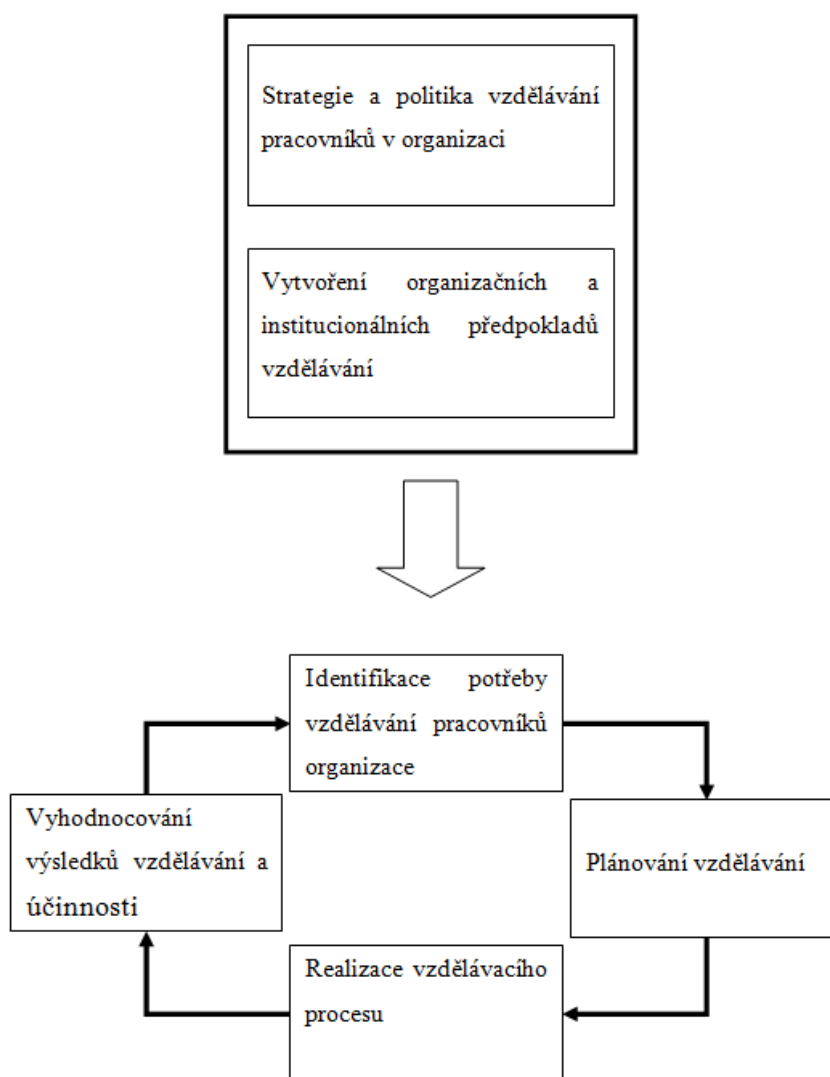 Strategie a politika vzdělávání
pracovníků v organizaci
Vytvoření organizačních a
institucionálních předpokladů
vzdělávání
Identifikace potřeby
vzdělávání pracovníků
organizace
Plánování vzdělávání
Realizace vzdělávacího
procesu
Vyhodnocování
výsledků vzdělávání a
účinnosti